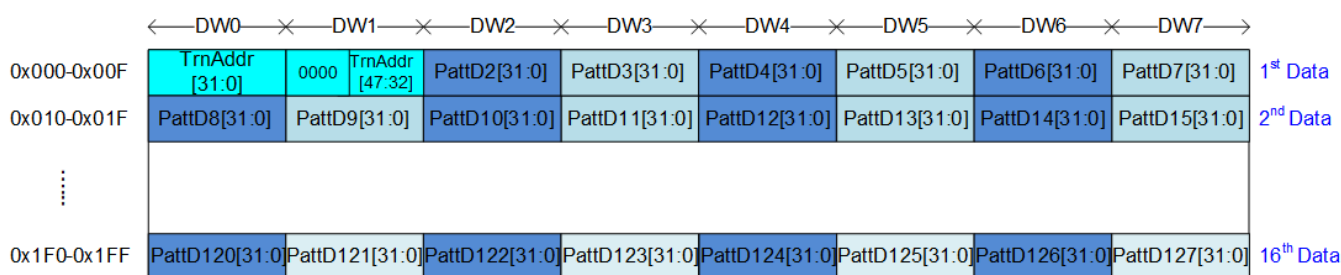 DW0 DW1 DW2 DW3 DW4 DW5 DW6 DW7
0x000-0x00F TrnAddr [31:0] 0000 TrnAddr [47:32] PattD2[31:0] PattD3[31:0] PattD4[31:0] PattD5[31:0] PattD6[31:0] PattD7[31:0] 1st Data
0x010-0x01F PattD8[31:0] PattD9[31:0] PattD10[31:0] PattD11[31:0] PattD12[31:0] PattD13[31:0] PattD14[31:0] PattD15[31:0] 2nd Data
0x1F0-0x1FF PattD120[31:0] PattD121[31:0] PattD122[31:0] PattD123[31:0] PattD124[31:0] PattD125[31:0] PattD126[31:0] PattD127[31:0] 16th Data